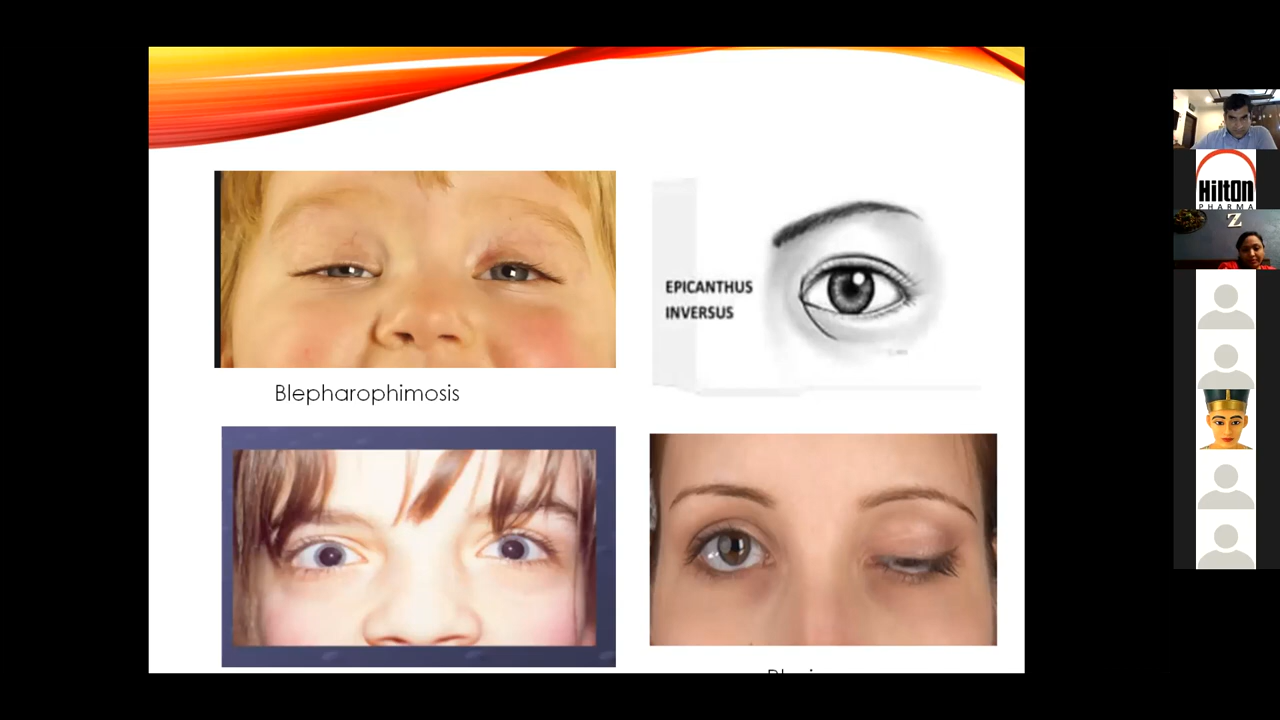 EPICANTHUS
INVERSUS
Blepharophimosis
HiltOn
PHARMA
Z